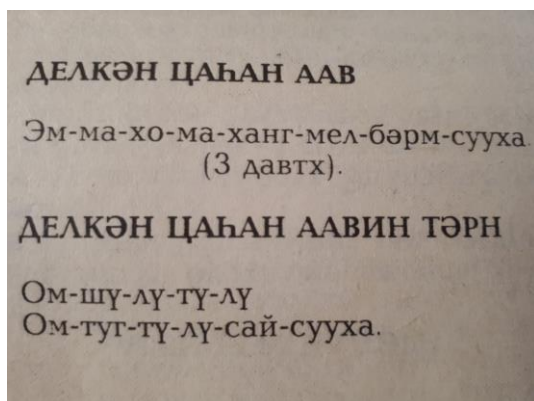 ДЕЛКӘН ЦАҺАН ААВ
Эм-ма-хо-ма-ханг-мел-бәрм-сууха.
(3 давтх).
ДЕЛКӘН ЦАҺАН ААВИН ТӘРН
Ом-шү-лү-тү-лү
Ом-туг-тү-лү-сай-сууха.